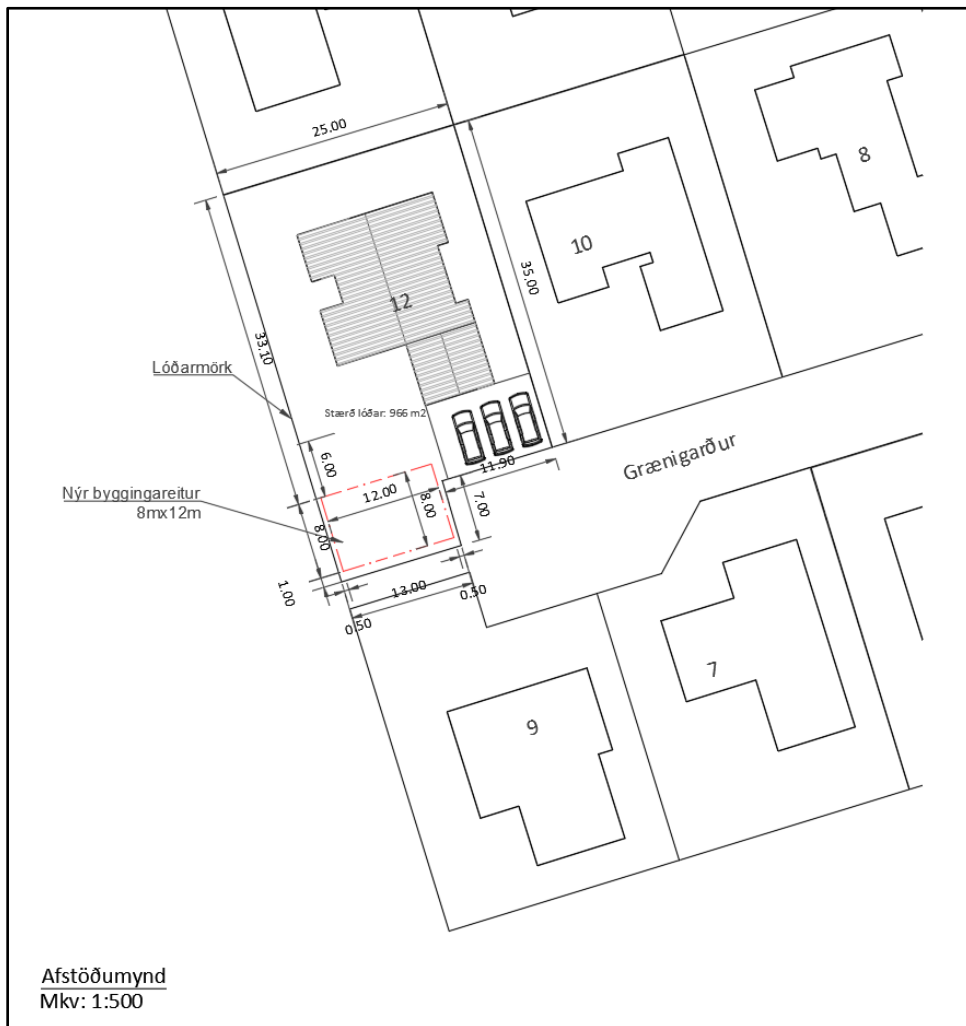 25.00
8
10
35.00
12
33.10
Lóðarmörk
Stærð lóðar: 966 m2
6.00
11.90
Grænigarður
Nýr byggingareitur
8mx12m
12.00
8.00
7.00
8.00
1.00
13.00
0.50
0.50
7
9
Afstöðumynd
Mkv: 1:500